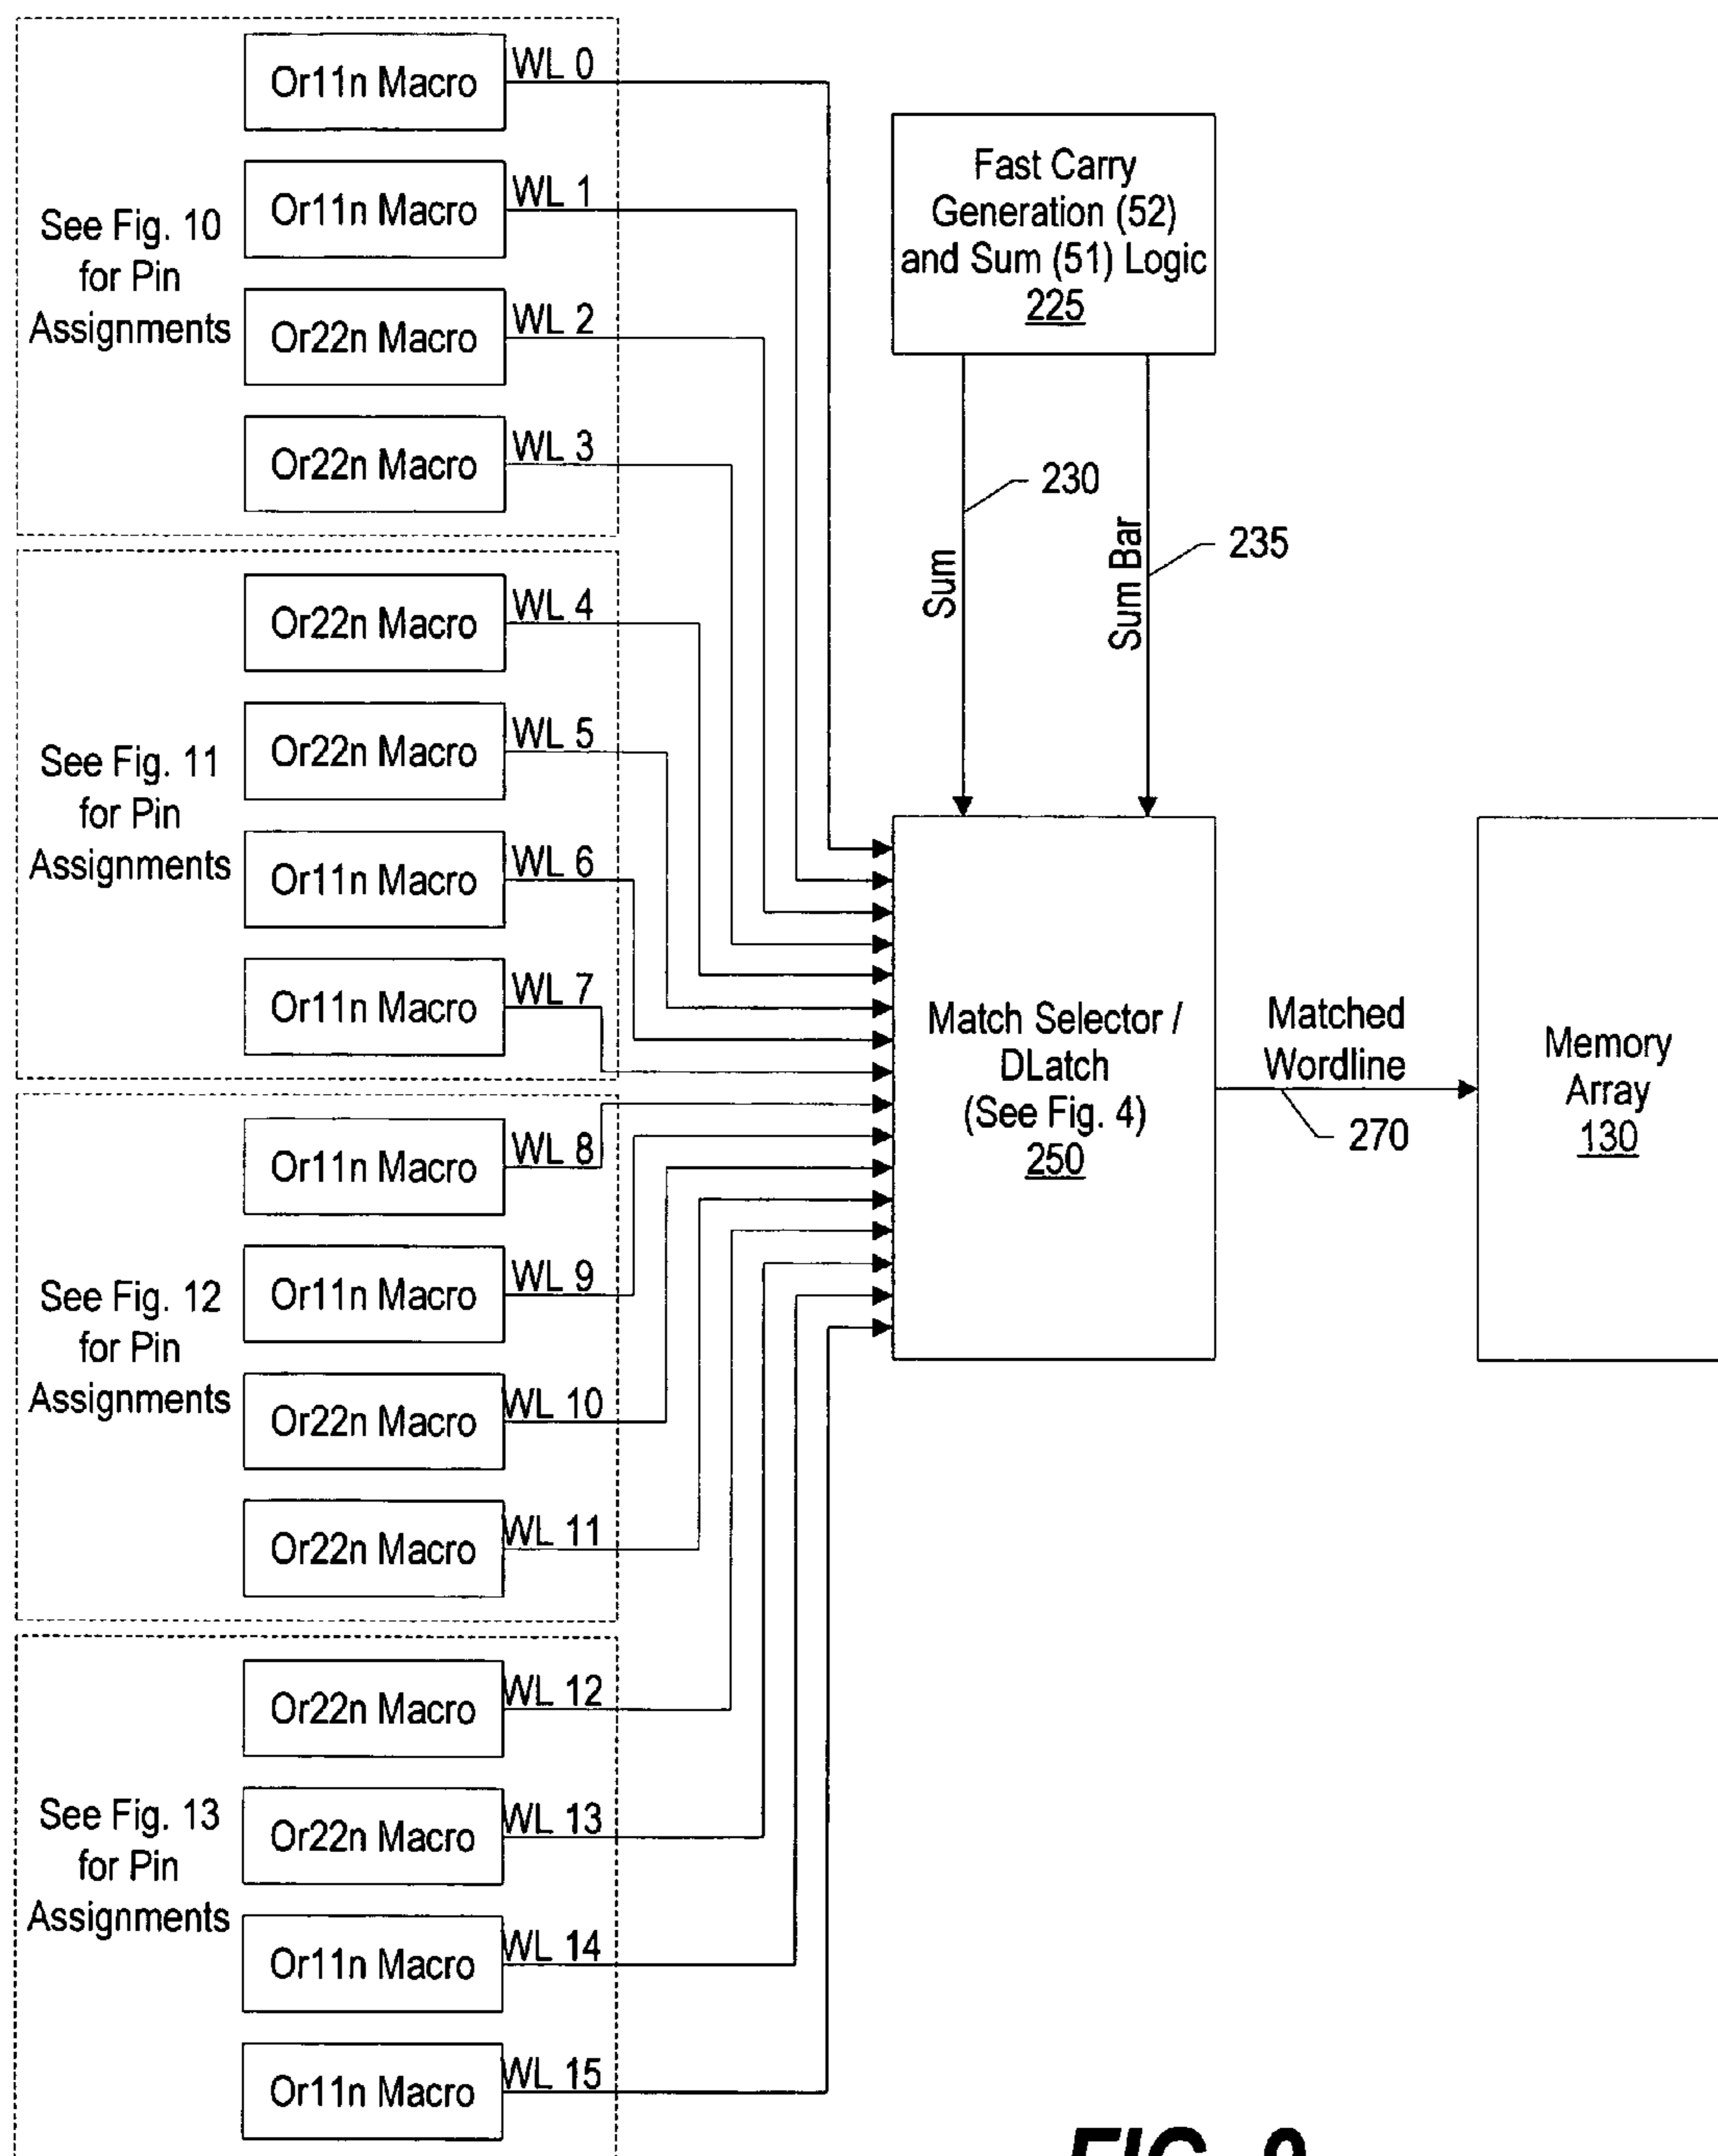 Or11n Macro
WL 0
Or11n Macro
WL 1
See Fig. 10
for Pin
Assignments
Or22n Macro
WL 2
Or22n Macro
WL 3
Fast Carry
Generation (52)
and Sum (51) Logic
225
230
Sum
235
Sum Bar
Or22n Macro
WL 4
Or22n Macro
WL 5
See Fig. 11
for Pin
Assignments
Or11n Macro
WL 6
Or11n Macro
WL 7
Match Selector /
DLatch
(See Fig. 4)
250
Matched
Wordline
270
Memory
Array
130
Or11n Macro
WL 8
Or11n Macro
WL 9
See Fig. 12
for Pin
Assignments
Or22n Macro
WL 10
Or22n Macro
WL 11
Or22n Macro
WL 12
Or22n Macro
WL 13
See Fig. 13
for Pin
Assignments
Or11n Macro
WL 14
Or11n Macro
WL 15